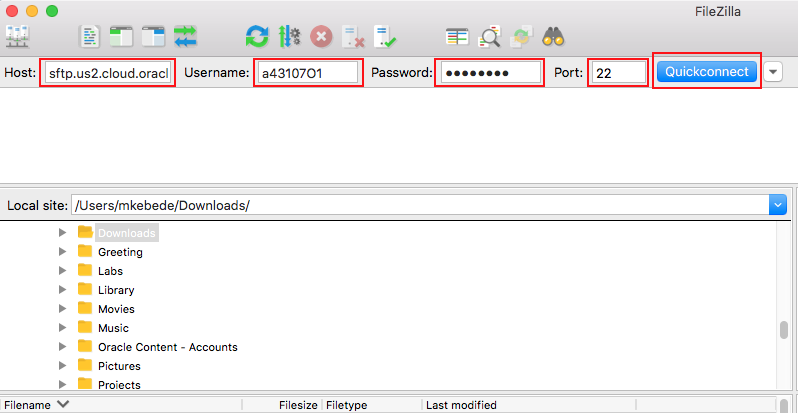 FileZilla
Host: sftp.us2.cloud.oracl Username: a43107O1 Password: ●●●●●●●● Port: 22 Quickconnect
Local site: /Users/mkebede/Downloads/
Downloads
Greeting
Labs
Library
Movies
Music
Oracle Content - Accounts
Pictures
Projects
Filename Filesize Filetype Last modified